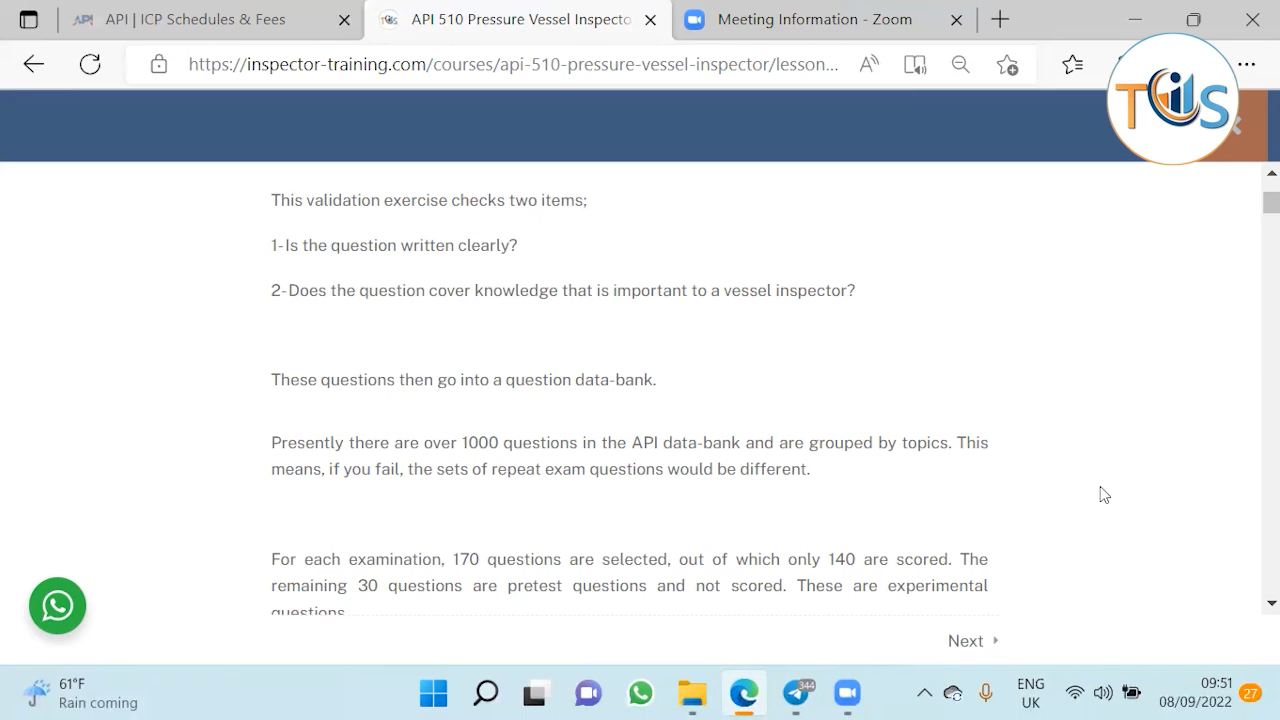 API | ICP Schedules & Fees
API 510 Pressure Vessel Inspecto
Meeting Information - Zoom
https://inspector-training.com/courses/api-510-pressure-vessel-inspector/lesson...
TCILS
This validation exercise checks two items;
1- Is the question written clearly?
2- Does the question cover knowledge that is important to a vessel inspector?
These questions then go into a question data-bank.
Presently there are over 1000 questions in the API data-bank and are grouped by topics. This
means, if you fail, the sets of repeat exam questions would be different.
For each examination, 170 questions are selected, out of which only 140 are scored. The
remaining 30 questions are pretest questions and not scored. These are experimental
questions.
Next
61°F
Rain coming
344
ENG
UK
09:51
08/09/2022
27